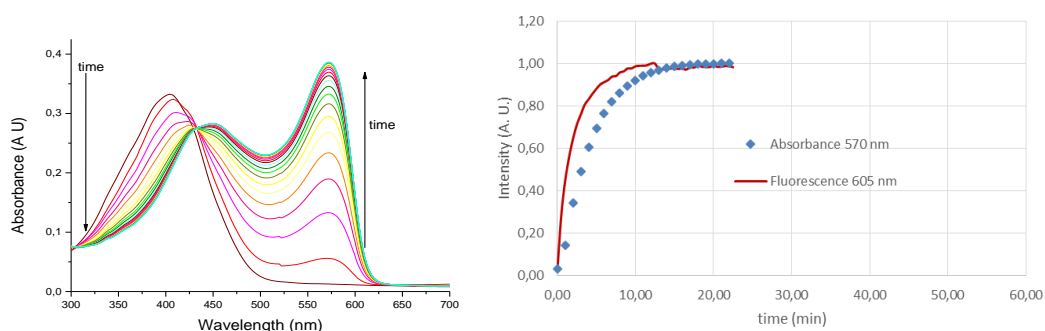 0,4
0,3
0,2
0,1
0,0
300 350 400 450 500 550 600 650 700
Absorbance (A U)
Wavelength (nm)
time
time
1,20
1,00
0,80
0,60
0,40
0,20
0,00
0,00 10,00 20,00 30,00 40,00 50,00 60,00
Intensity (A. U.)
time (min)
Absorbance 570 nm
Fluorescence 605 nm